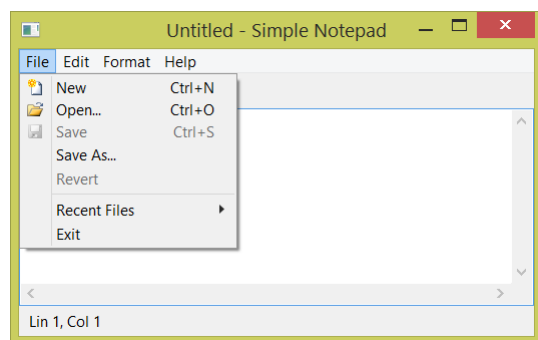 Untitled - Simple Notepad
File Edit Format Help
New Ctrl+N
Open... Ctrl+O
Save Ctrl+S
Save As...
Revert
Recent Files
Exit
Lin 1, Col 1